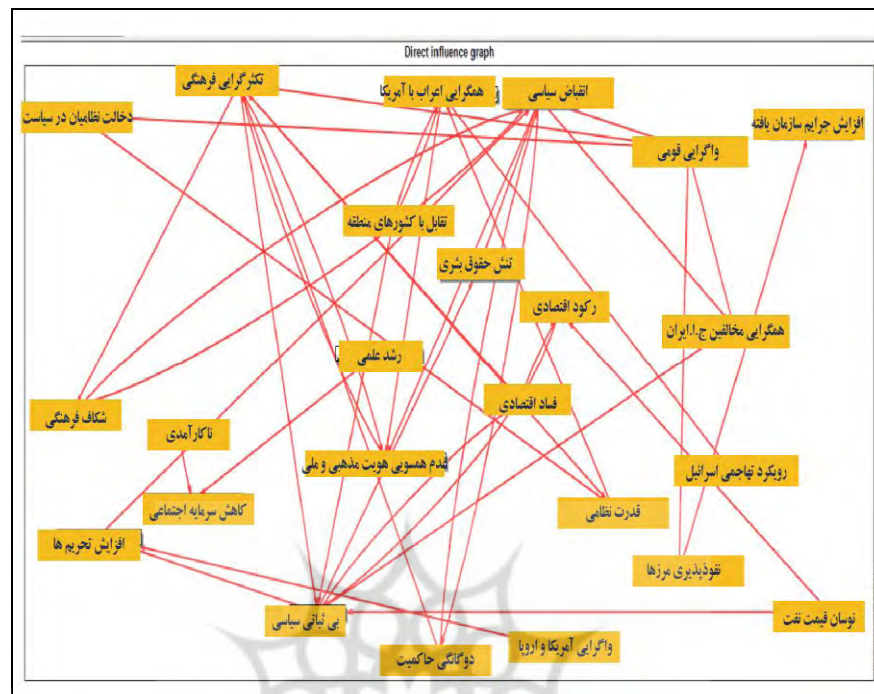 Direct influence graph
تکثرگرایی فرهنگی
همگرایی اعراب با آمریکا
انقباض سیاسی
دخالت نظامیان در سیاست
افزایش جرایم سازمان یافته
واگرایی قومی
تقابل با کشورهای منطقه
تنش حقوق بشری
رکود اقتصادی
همگرایی مخالفین ج.ا.ایران
رشد علمی
فساد اقتصادی
شکاف فرهنگی
ناکارآمدی
عدم همسویی هویت مذهبی و ملی
رویکرد تهاجمی اسرائیل
کاهش سرمایه اجتماعی
قدرت نظامی
افزایش تحریم ها
نفوذپذیری مرزها
بی ثباتی سیاسی
نوسان قیمت نفت
واگرایی آمریکا و اروپا
دوگانگی حاکمیت